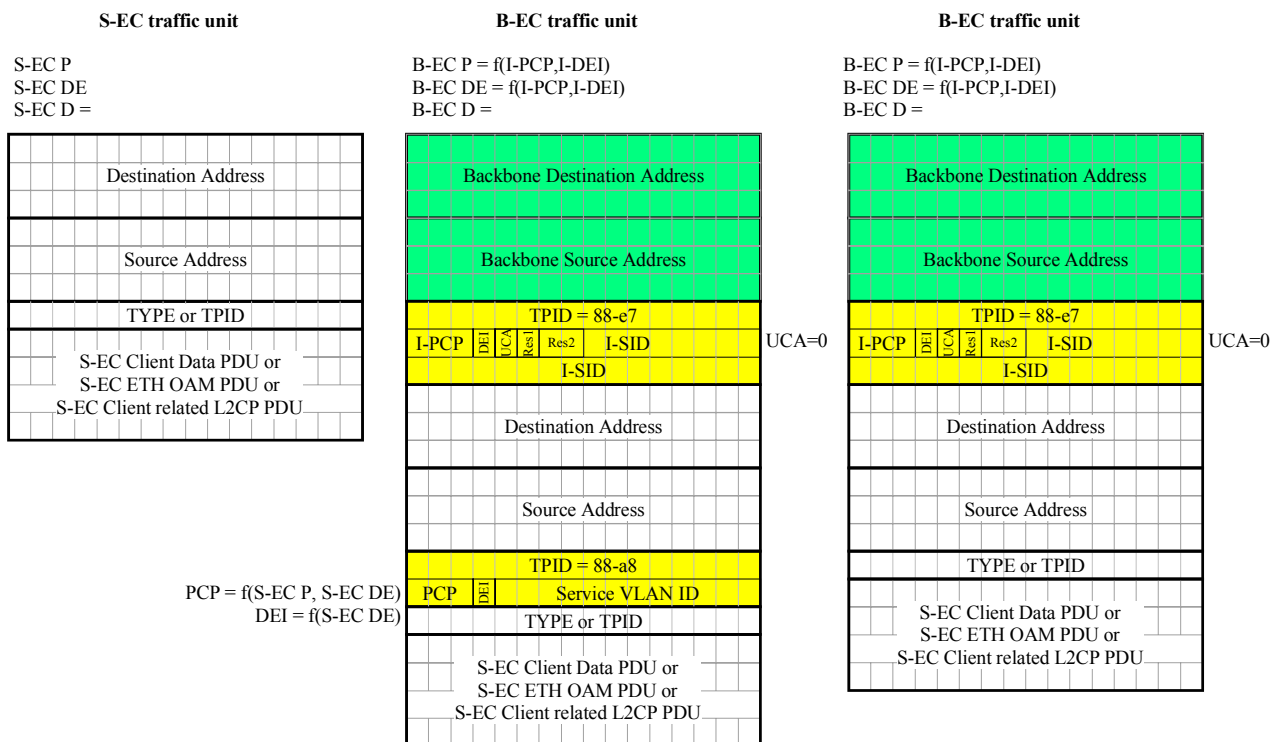 S-EC traffic unit
S-EC P
S-EC DE
S-EC D =
Destination Address
Source Address
TYPE or TPID
S-EC Client Data PDU or
S-EC ETH OAM PDU or
S-EC Client related L2CP PDU
B-EC traffic unit
B-EC P = f(I-PCP,I-DEI)
B-EC DE = f(I-PCP,I-DEI)
B-EC D =
Backbone Destination Address
Backbone Source Address
TPID = 88-e7
I-PCP DEI UCA Res1 Res2 I-SID UCA=0
I-SID
Destination Address
Source Address
TPID = 88-a8
PCP = f(S-EC P, S-EC DE) PCP DEI Service VLAN ID
DEI = f(S-EC DE)
TYPE or TPID
S-EC Client Data PDU or
S-EC ETH OAM PDU or
S-EC Client related L2CP PDU
B-EC traffic unit
B-EC P = f(I-PCP,I-DEI)
B-EC DE = f(I-PCP,I-DEI)
B-EC D =
Backbone Destination Address
Backbone Source Address
TPID = 88-e7
I-PCP DEI UCA Res1 Res2 I-SID UCA=0
I-SID
Destination Address
Source Address
TYPE or TPID
S-EC Client Data PDU or
S-EC ETH OAM PDU or
S-EC Client related L2CP PDU